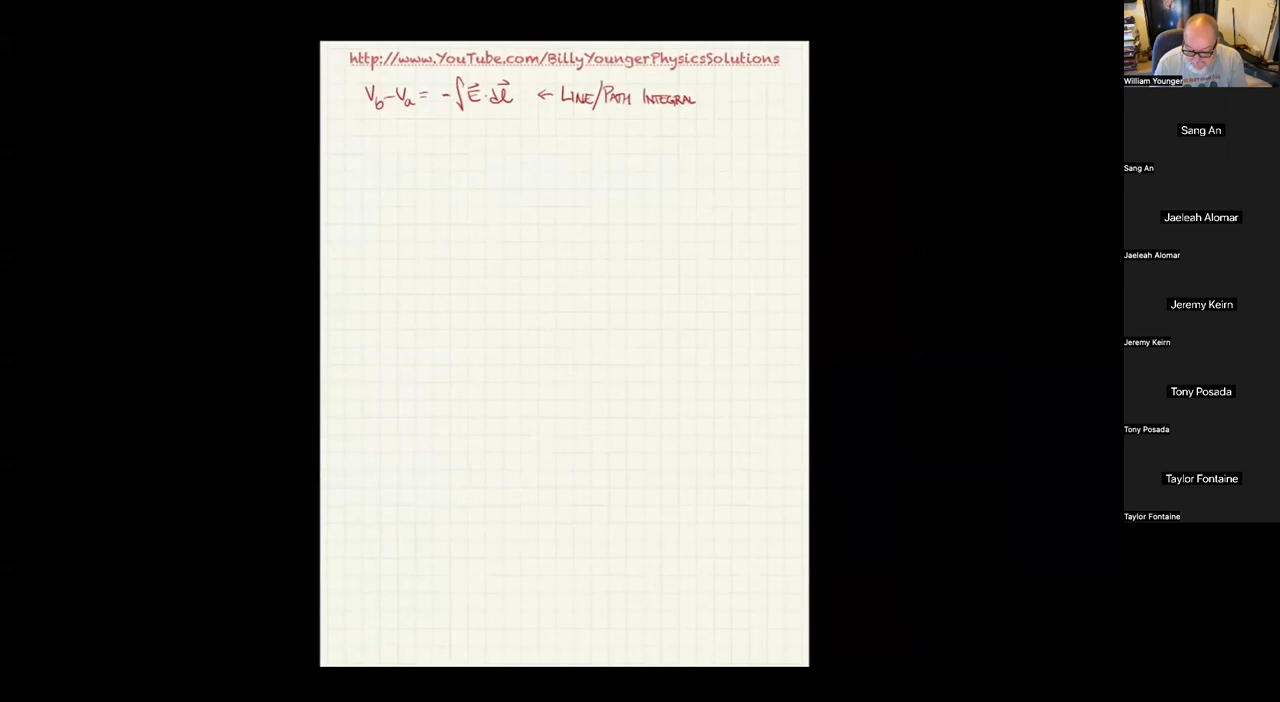 http://www.YouTube.com/BillyYoungerPhysicsSolutions
V_b - V_a = -∫E⃗·dl⃗ ← LINE/PATH INTEGRAL
William Younger
Sang An
Sang An
Jaeleah Alomar
Jaeleah Alomar
Jeremy Keirn
Jeremy Keirn
Tony Posada
Tony Posada
Taylor Fontaine
Taylor Fontaine